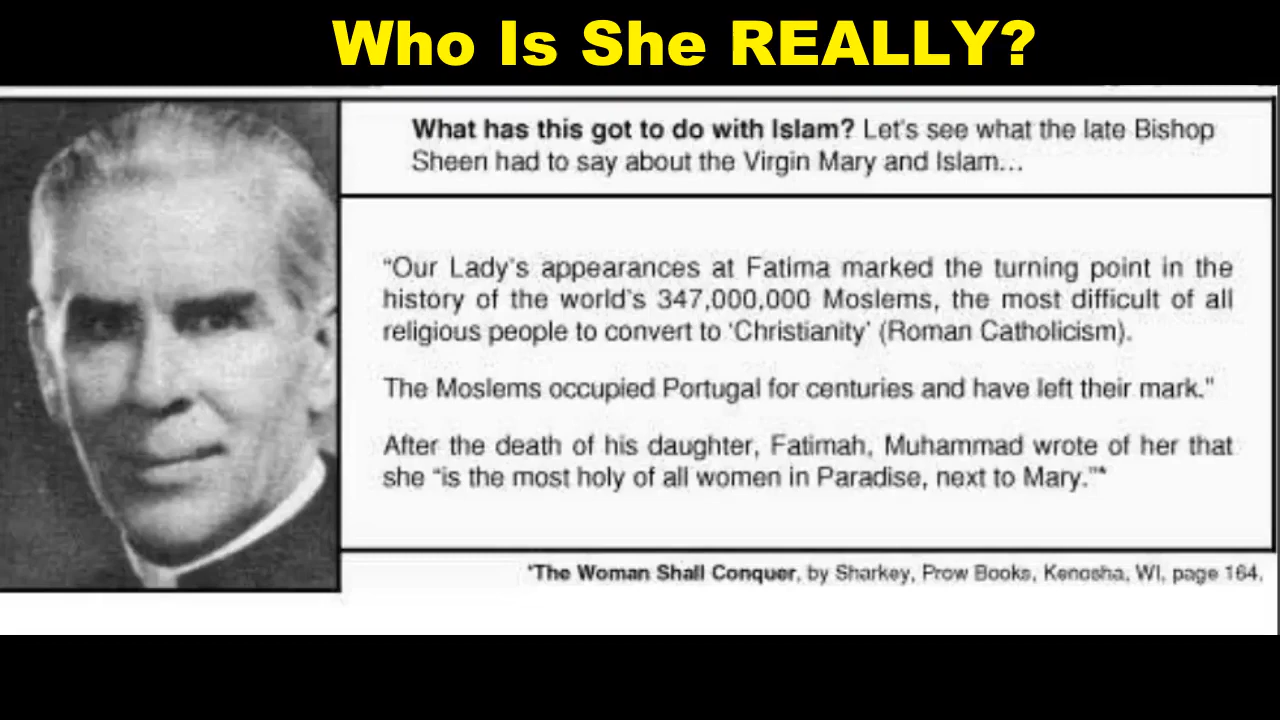 Who Is She REALLY?
What has this got to do with Islam? Let's see what the late Bishop
Sheen had to say about the Virgin Mary and Islam...
“Our Lady's appearances at Fatima marked the turning point in the
history of the world's 347,000,000 Moslems, the most difficult of all
religious people to convert to ‘Christianity’ (Roman Catholicism).
The Moslems occupied Portugal for centuries and have left their mark."
After the death of his daughter, Fatimah, Muhammad wrote of her that
she “is the most holy of all women in Paradise, next to Mary.”*
*The Woman Shall Conquer, by Sharkey, Prow Books, Kenosha, WI, page 164.